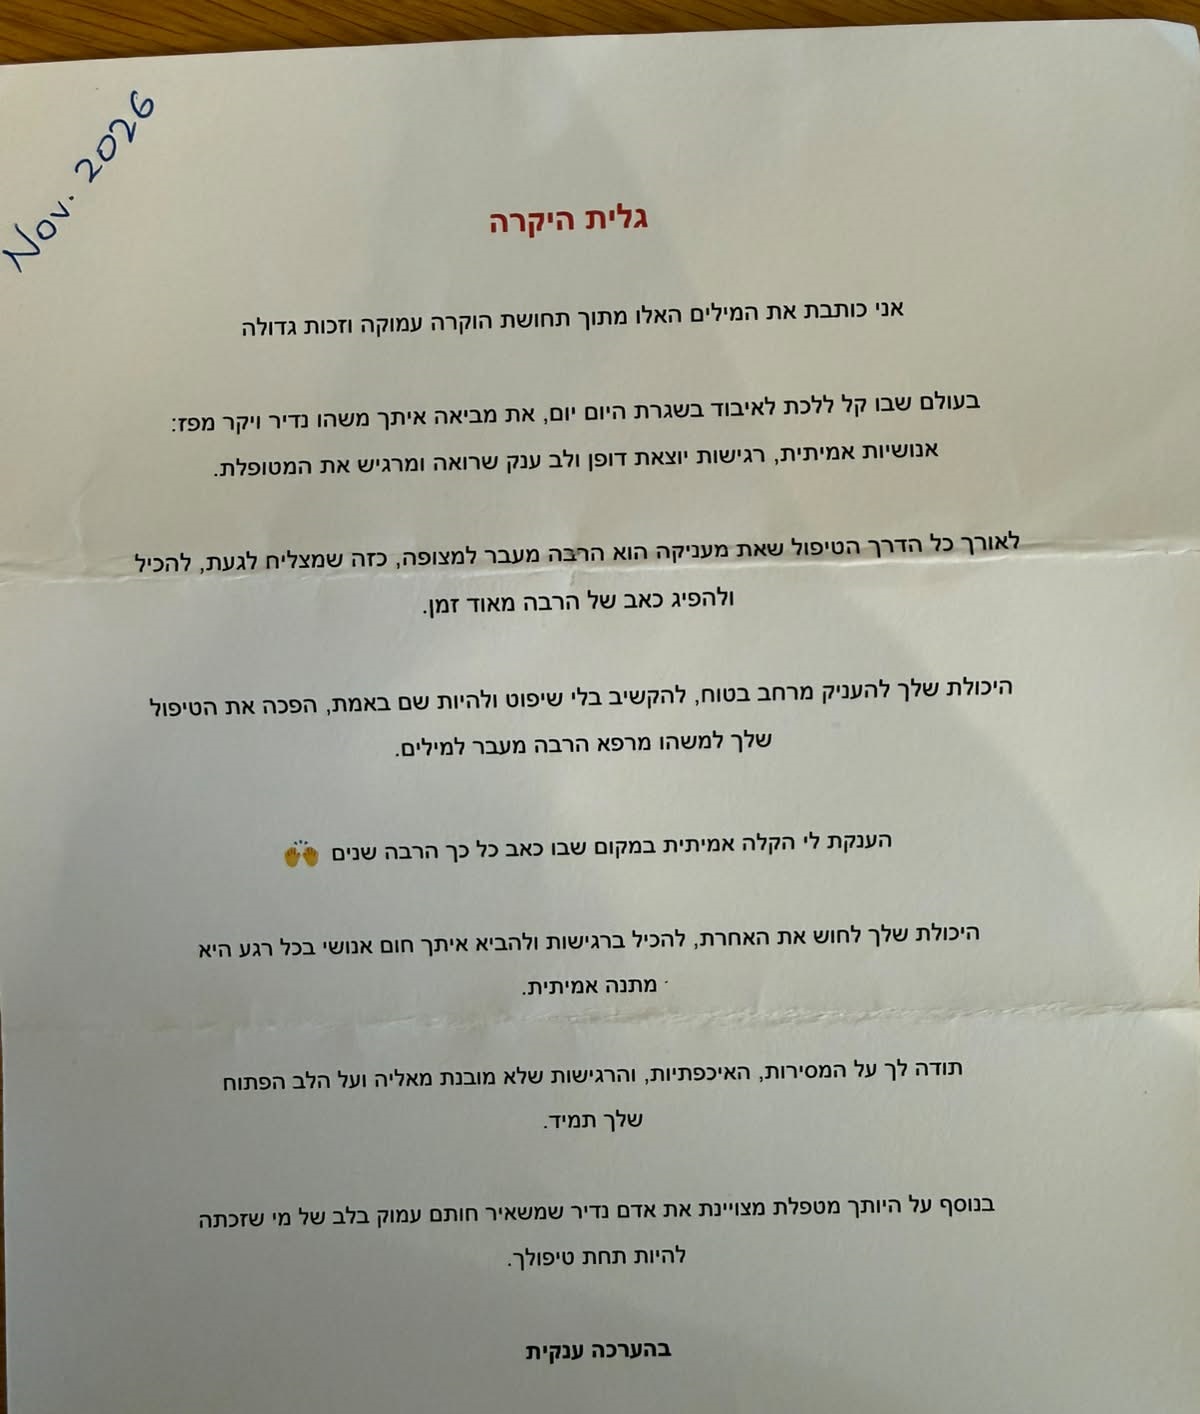 Nov. 2026
גלית היקרה
אני כותבת את המילים האלו מתוך תחושת הוקרה עמוקה וזכות גדולה
בעולם שבו קל ללכת לאיבוד בשגרת היום יום, את מביאה איתך משהו נדיר ויקר מפז:
אנושיות אמיתית, רגישות יוצאת דופן ולב ענק שרואה ומרגיש את המטופלת.
לאורך כל הדרך הטיפול שאת מעניקה הוא הרבה מעבר למצופה, כזה שמצליח לגעת, להכיל
ולהפיג כאב של הרבה מאוד זמן.
היכולת שלך להעניק מרחב בטוח, להקשיב בלי שיפוט ולהיות שם באמת, הפכה את הטיפול
שלך למשהו מרפא הרבה מעבר למילים.
הענקת לי הקלה אמיתית במקום שבו כאב כל כך הרבה שנים 🙌
היכולת שלך לחוש את האחרת, להכיל ברגישות ולהביא איתך חום אנושי בכל רגע היא
מתנה אמיתית.
תודה לך על המסירות, האיכפתיות, והרגישות שלא מובנת מאליה ועל הלב הפתוח
שלך תמיד.
בנוסף על היותך מטפלת מצויינת את אדם נדיר שמשאיר חותם עמוק בלב של מי שזכתה
להיות תחת טיפולך.
בהערכה ענקית